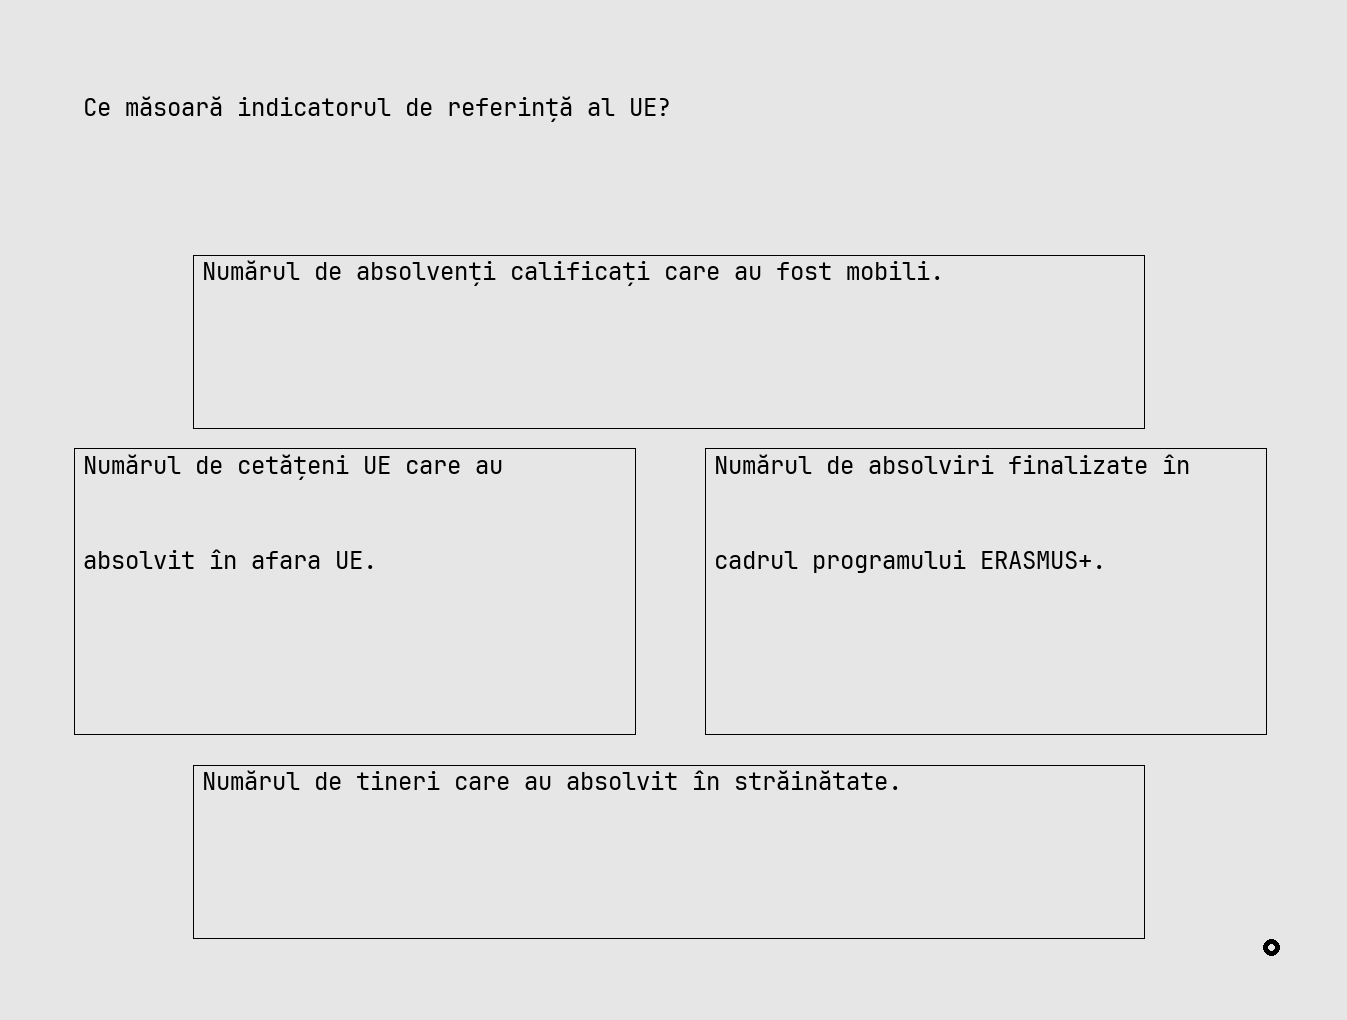 Ce măsoară indicatorul de referință al UE?
Numărul de absolvenți calificați care au fost mobili.
Numărul de cetățeni UE care au
absolvit în afara UE.
Numărul de absolviri finalizate în
cadrul programului ERASMUS+.
Numărul de tineri care au absolvit în străinătate.